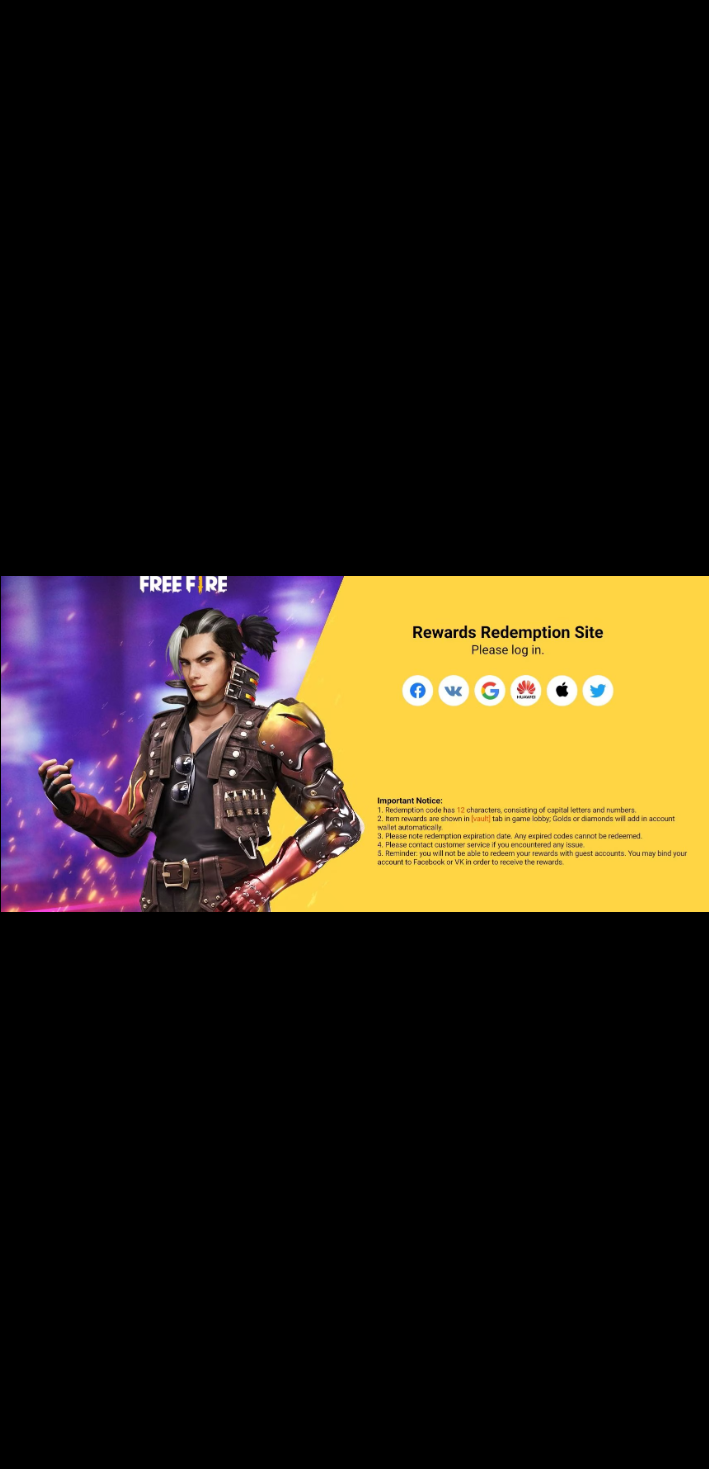 FREE FIRE
Rewards Redemption Site
Please log in.
HUAWEI
Important Notice:
1. Redemption code has 12 characters, consisting of capital letters and numbers.
2. Item rewards are shown in [vault] tab in game lobby; Golds or diamonds will add in account
wallet automatically.
3. Please note redemption expiration date. Any expired codes cannot be redeemed.
4. Please contact customer service if you encountered any issue.
5. Reminder: you will not be able to redeem your rewards with guest accounts. You may bind your
account to Facebook or VK in order to receive the rewards.